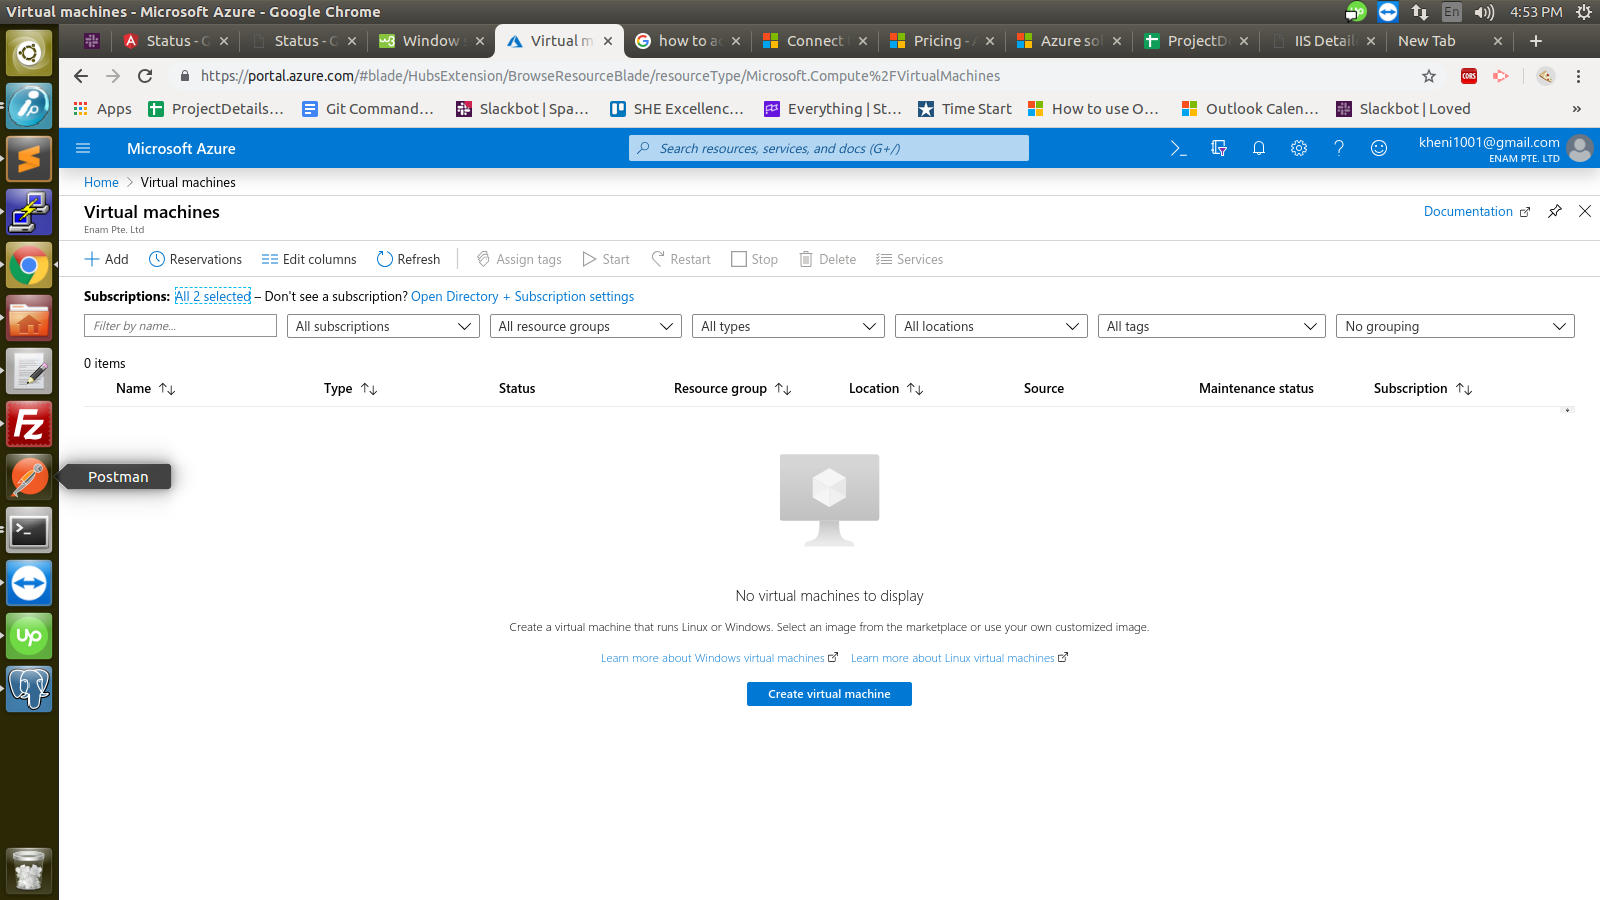 Virtual machines - Microsoft Azure - Google Chrome
En 4:53 PM
Status - G
Status - G
Window s
Virtual m
how to ac
Connect
Pricing - A
Azure sol
ProjectDe
IIS Detail
New Tab
https://portal.azure.com/#blade/HubsExtension/BrowseResourceBlade/resourceType/Microsoft.Compute%2FVirtualMachines
CORS
Apps
ProjectDetails...
Git Command...
Slackbot | Spa...
SHE Excellenc...
Everything | St...
Time Start
How to use O...
Outlook Calen...
Slackbot | Loved
»
Microsoft Azure
Search resources, services, and docs (G+/)
kheni1001@gmail.com
ENAM PTE. LTD
Home > Virtual machines
Virtual machines
Enam Pte. Ltd
Documentation
Add
Reservations
Edit columns
Refresh
Assign tags
Start
Restart
Stop
Delete
Services
Subscriptions: All 2 selected – Don't see a subscription? Open Directory + Subscription settings
Filter by name...
All subscriptions
All resource groups
All types
All locations
All tags
No grouping
0 items
Name
Type
Status
Resource group
Location
Source
Maintenance status
Subscription
Fz
Postman
>_
up
No virtual machines to display
Create a virtual machine that runs Linux or Windows. Select an image from the marketplace or use your own customized image.
Learn more about Windows virtual machines
Learn more about Linux virtual machines
Create virtual machine